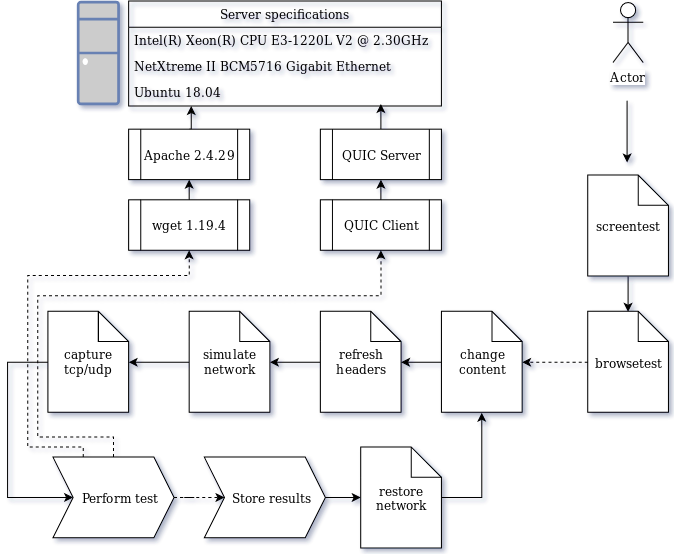 Server specifications
Intel(R) Xeon(R) CPU E3-1220L V2 @ 2.30GHz
NetXtreme II BCM5716 Gigabit Ethernet
Ubuntu 18.04
Actor
Apache 2.4.29
QUIC Server
wget 1.19.4
QUIC Client
screentest
capture
tcp/udp
simulate
network
refresh
headers
change
content
browsetest
Perform test
Store results
restore
network